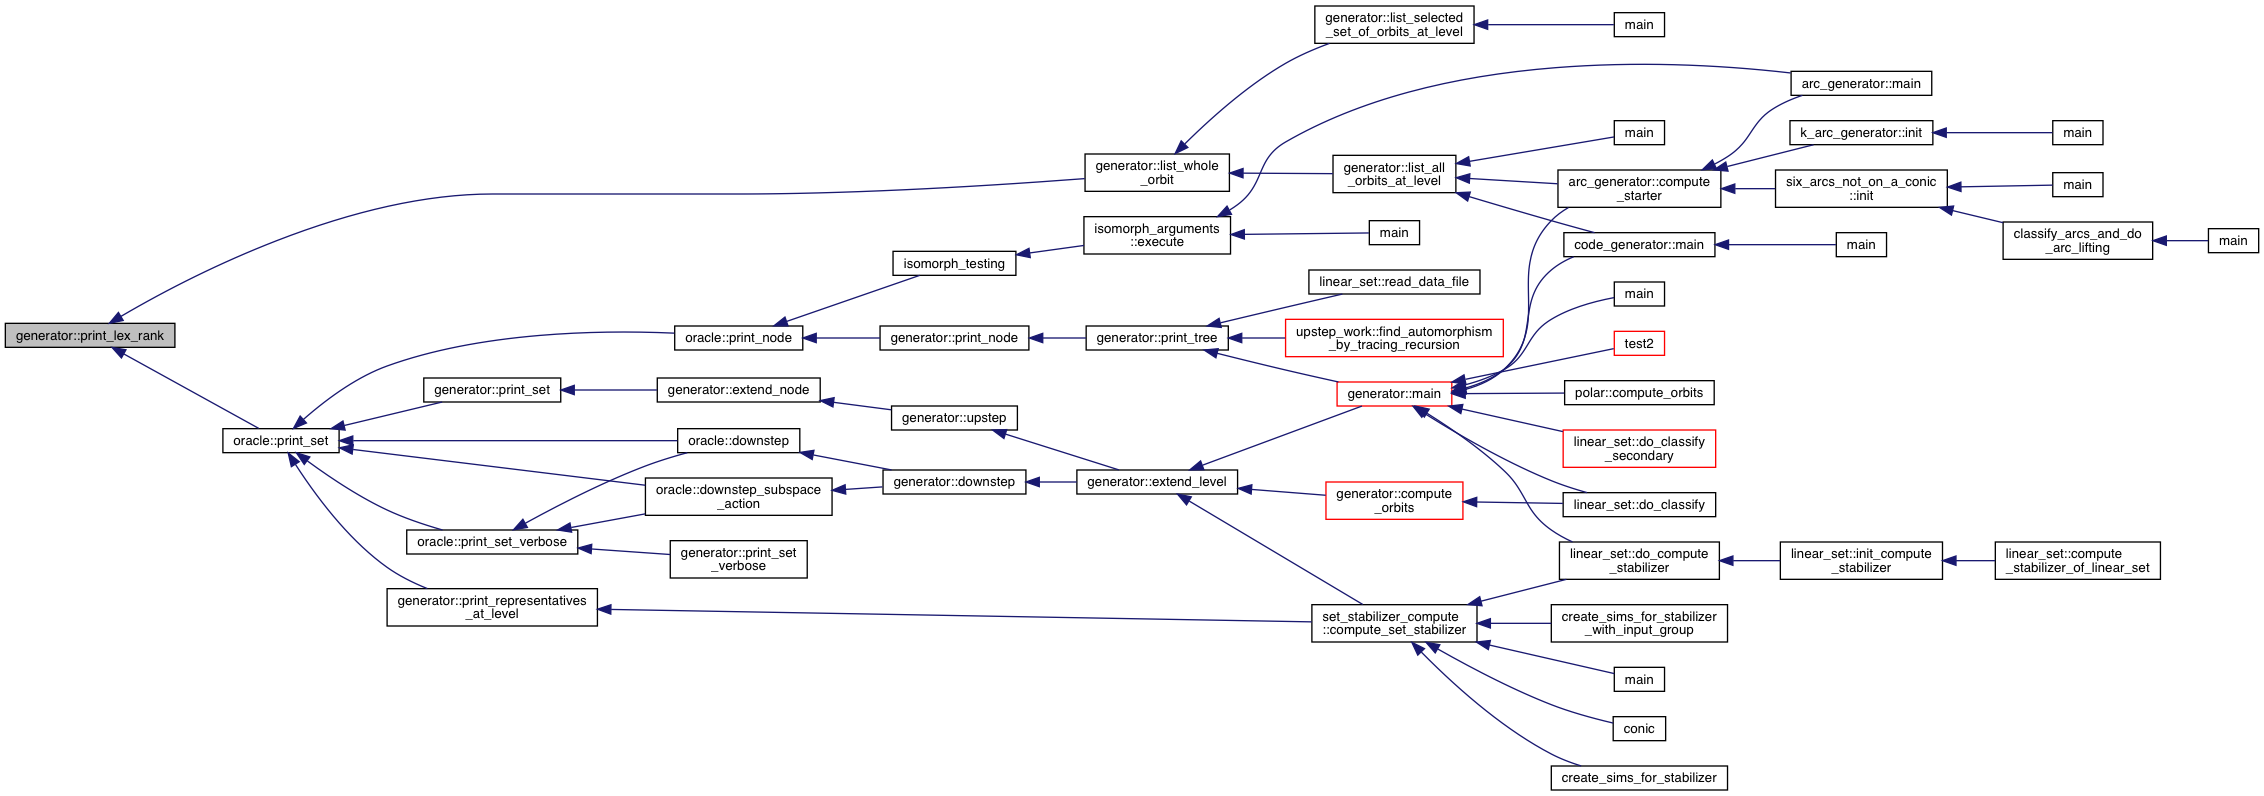 generator::print_lex_rank
generator::list_whole
_orbit
generator::list_selected
_set_of_orbits_at_level
main
generator::list_all
_orbits_at_level
main
arc_generator::compute
_starter
arc_generator::main
k_arc_generator::init
main
six_arcs_not_on_a_conic
::init
main
classify_arcs_and_do
_arc_lifting
main
code_generator::main
main
oracle::print_set
oracle::print_node
isomorph_testing
isomorph_arguments
::execute
main
generator::print_node
generator::print_tree
linear_set::read_data_file
upstep_work::find_automorphism
_by_tracing_recursion
generator::main
main
test2
polar::compute_orbits
linear_set::do_classify
_secondary
linear_set::do_classify
linear_set::do_compute
_stabilizer
linear_set::init_compute
_stabilizer
linear_set::compute
_stabilizer_of_linear_set
generator::print_set
generator::extend_node
generator::upstep
generator::extend_level
generator::compute
_orbits
oracle::downstep
generator::downstep
oracle::downstep_subspace
_action
oracle::print_set_verbose
generator::print_set
_verbose
generator::print_representatives
_at_level
set_stabilizer_compute
::compute_set_stabilizer
create_sims_for_stabilizer
_with_input_group
main
conic
create_sims_for_stabilizer